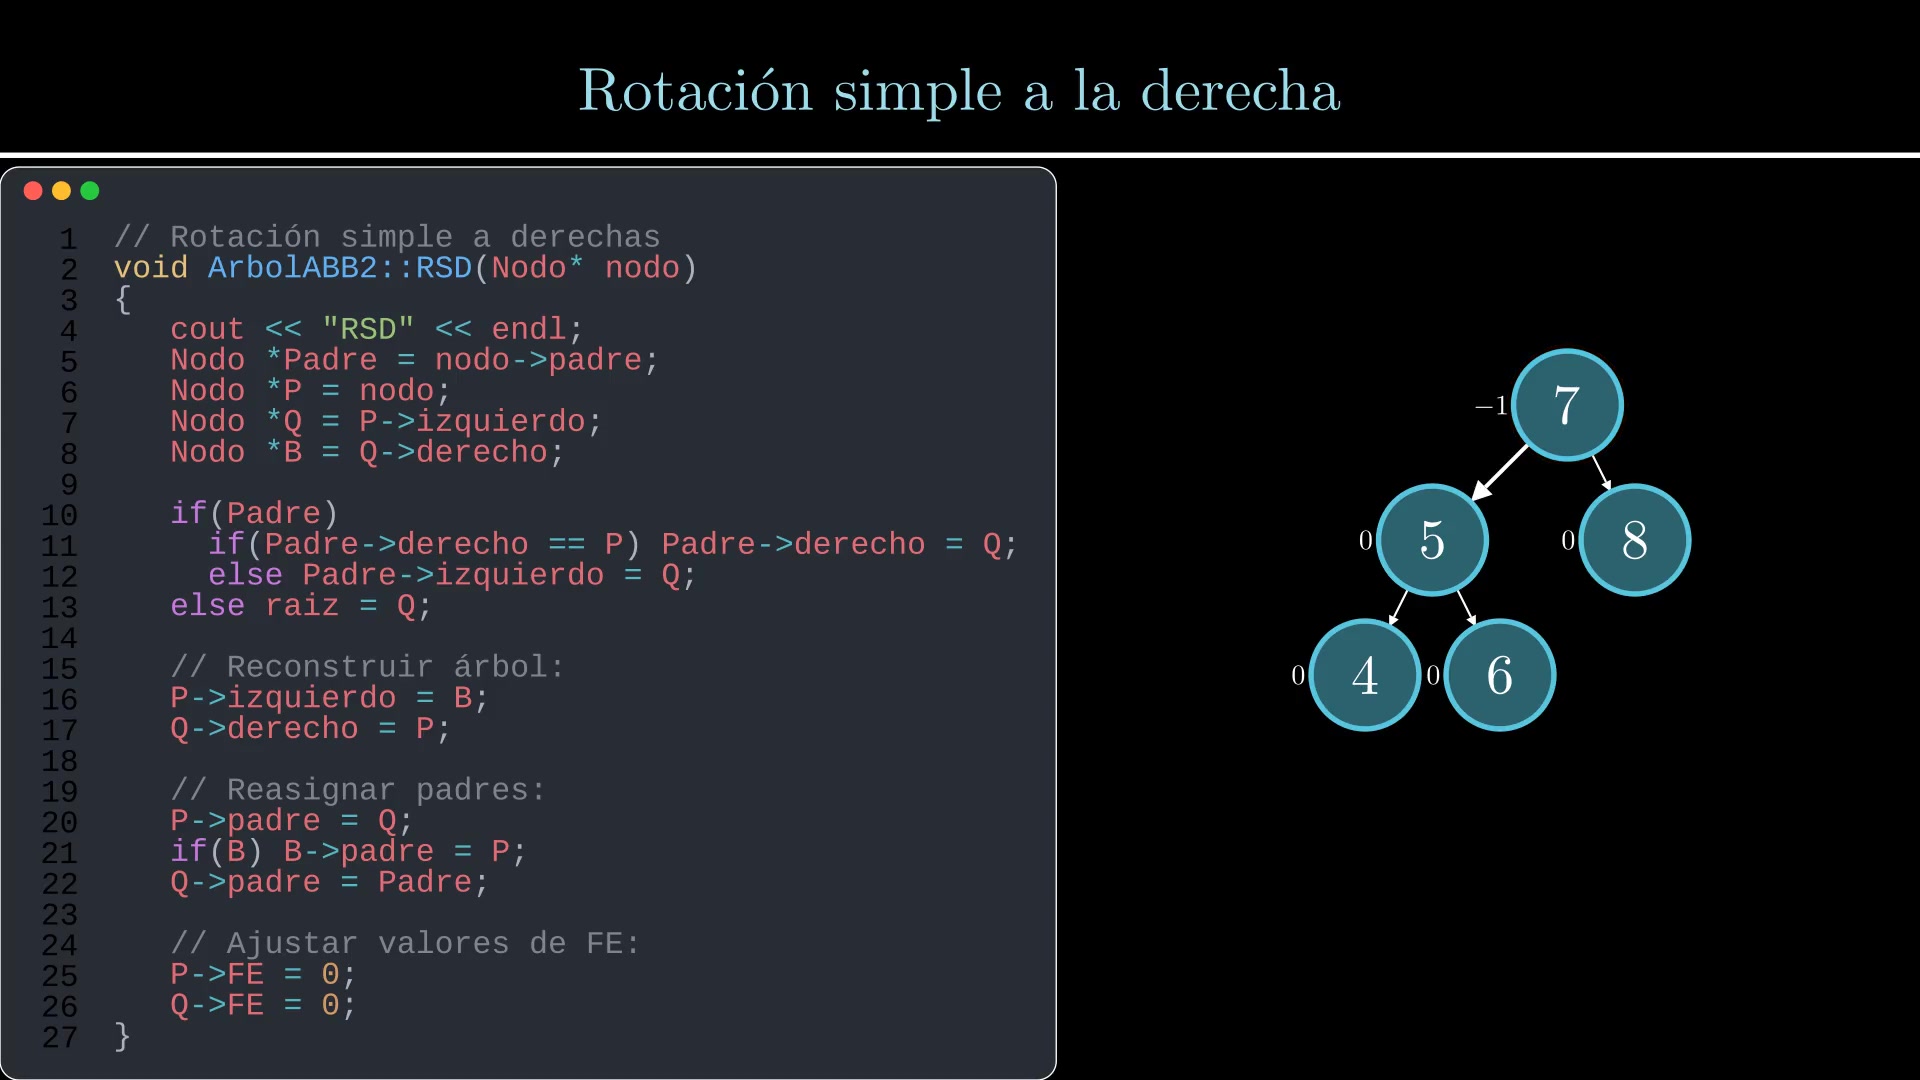 Rotación simple a la derecha
1 // Rotación simple a derechas
2 void ArbolABB2::RSD(Nodo* nodo)
3 {
4 cout << "RSD" << endl;
5 Nodo *Padre = nodo->padre;
6 Nodo *P = nodo;
7 Nodo *Q = P->izquierdo;
8 Nodo *B = Q->derecho;
9
10 if(Padre)
11 if(Padre->derecho == P) Padre->derecho = Q;
12 else Padre->izquierdo = Q;
13 else raiz = Q;
14
15 // Reconstruir árbol:
16 P->izquierdo = B;
17 Q->derecho = P;
18
19 // Reasignar padres:
20 P->padre = Q;
21 if(B) B->padre = P;
22 Q->padre = Padre;
23
24 // Ajustar valores de FE:
25 P->FE = 0;
26 Q->FE = 0;
27 }
−1 7
0 5 0 8
0 4 0 6